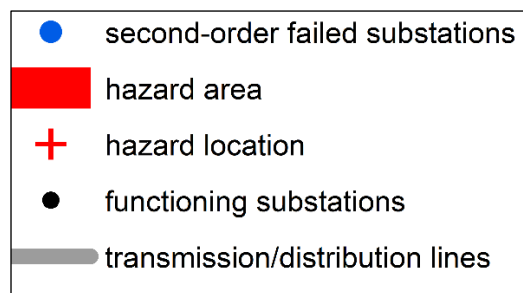 second-order failed substations
hazard area
hazard location
functioning substations
transmission/distribution lines